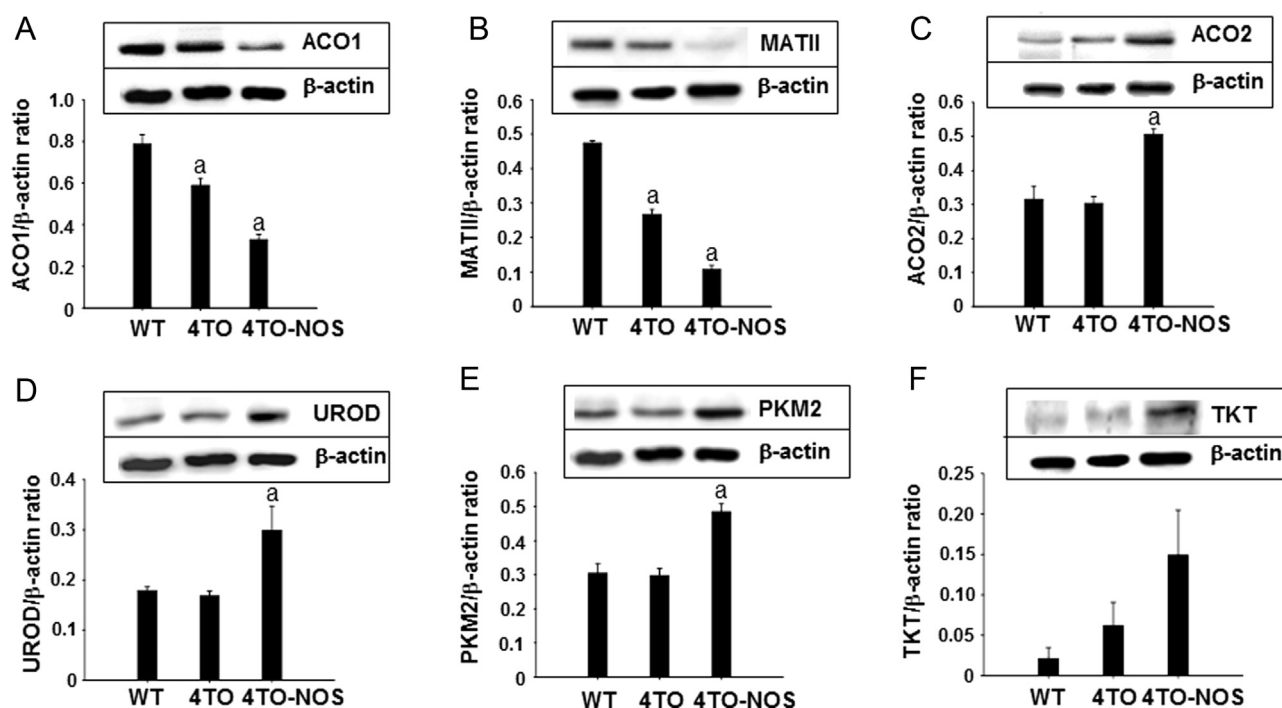 A
ACO1
β-actin
ACO1/β-actin ratio
1.0
0.8
0.6
0.4
0.2
0
a
a
WT 4TO 4TO-NOS
B
MATII
β-actin
MATII/β-actin ratio
0.6
0.5
0.4
0.3
0.2
0.1
0
a
a
WT 4TO 4TO-NOS
C
ACO2
β-actin
ACO2/β-actin ratio
0.6
0.5
0.4
0.3
0.2
0.1
0
a
WT 4TO 4TO-NOS
D
UROD
β-actin
UROD/β-actin ratio
0.4
0.3
0.2
0.1
0
a
WT 4TO 4TO-NOS
E
PKM2
β-actin
PKM2/β-actin ratio
0.6
0.5
0.4
0.3
0.2
0.1
0
a
WT 4TO 4TO-NOS
F
TKT
β-actin
TKT/β-actin ratio
0.25
0.20
0.15
0.10
0.05
0
WT 4TO 4TO-NOS